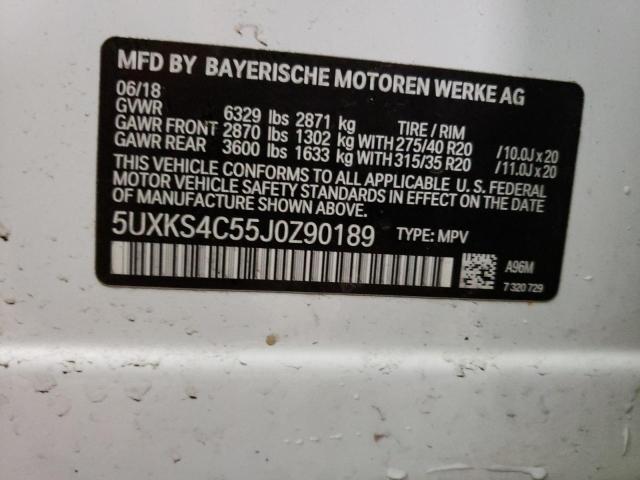 MFD BY BAYERISCHE MOTOREN WERKE AG
06/18
GVWR 6329 lbs 2871 kg TIRE / RIM
GAWR FRONT 2870 lbs 1302 kg WITH 275/40 R20 /10.0J x 20
GAWR REAR 3600 lbs 1633 kg WITH 315/35 R20 /11.0J x 20
THIS VEHICLE CONFORMS TO ALL APPLICABLE U. S. FEDERAL
MOTOR VEHICLE SAFETY STANDARDS IN EFFECT ON THE DATE
OF MANUFACTURE SHOWN ABOVE.
5UXKS4C55J0Z90189 TYPE: MPV
A96M
7 320 729